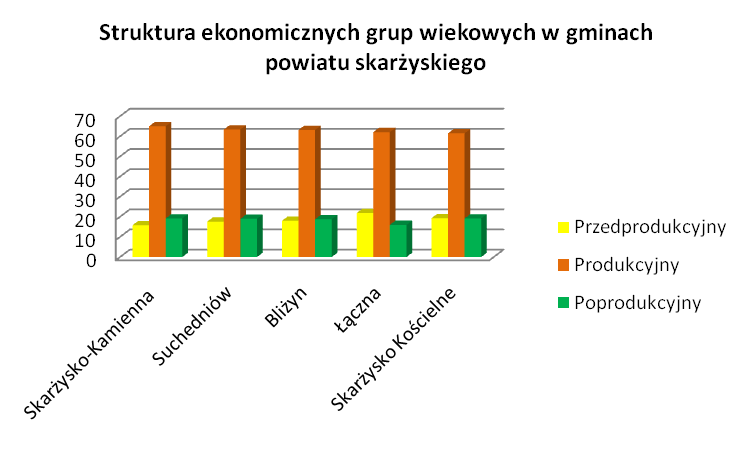 Struktura ekonomicznych grup wiekowych w gminach
powiatu skarżyskiego
70
60
50
40
30
20
10
0
Skarżysko-Kamienna
Suchedniów
Bliżyn
Łączna
Skarżysko Kościelne
Przedprodukcyjny
Produkcyjny
Poprodukcyjny